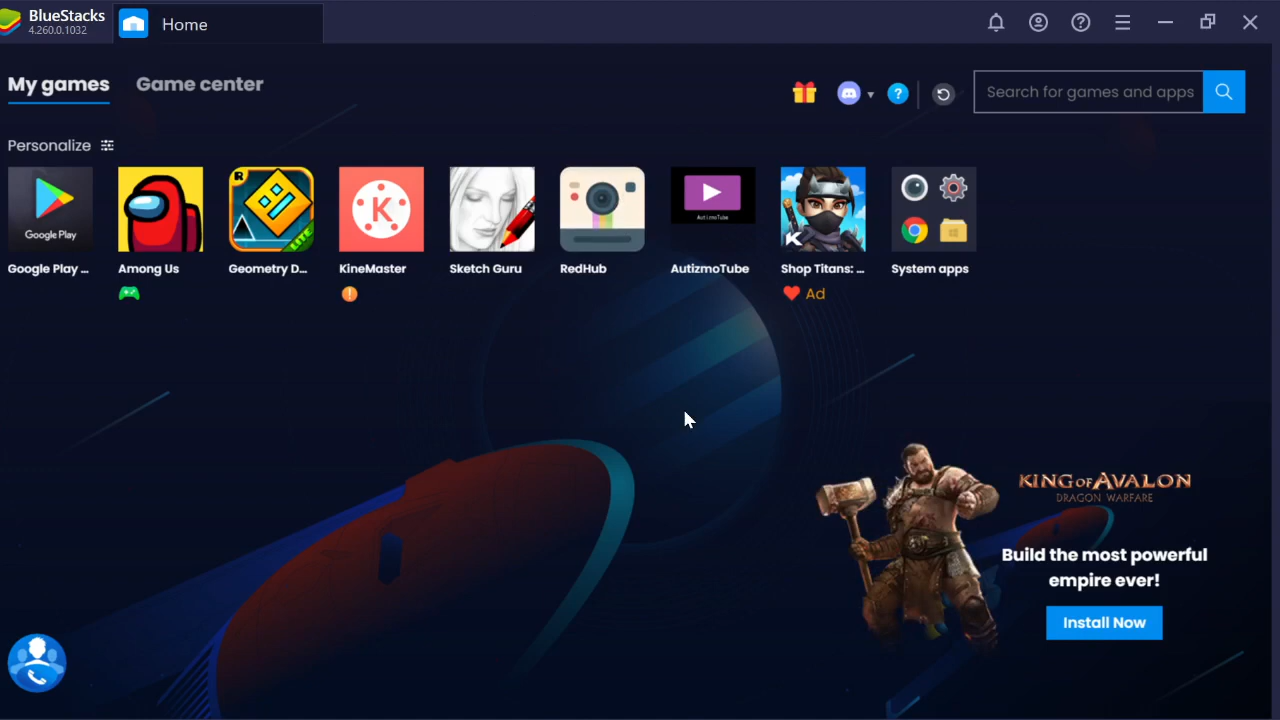 BlueStacks
4.260.0.1032
Home
My games
Game center
Search for games and apps
Personalize
Google Play
Google Play ...
Among Us
R
LITE
Geometry D...
K
KineMaster
Sketch Guru
RedHub
AutizmoTube
AutizmoTube
Shop Titans: ...
Ad
System apps
KING OF AVALON
DRAGON WARFARE
Build the most powerful
empire ever!
Install Now